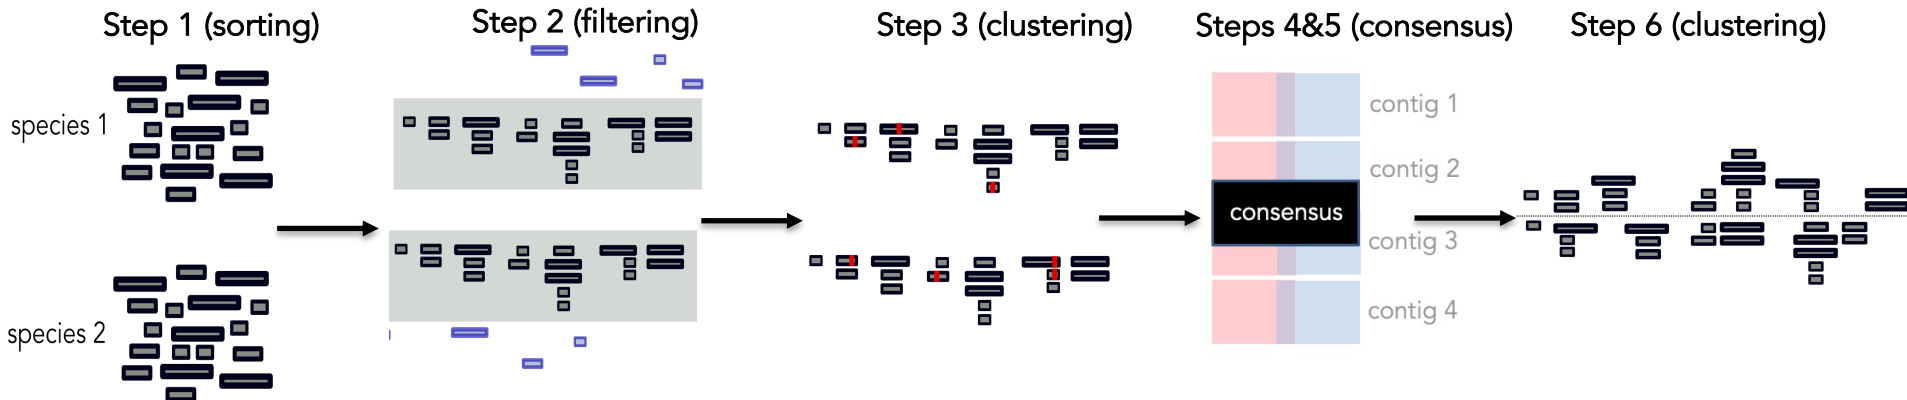 Step 1 (sorting)
Step 2 (filtering)
Step 3 (clustering)
Steps 4&5 (consensus)
Step 6 (clustering)
species 1
species 2
contig 1
contig 2
consensus
contig 3
contig 4